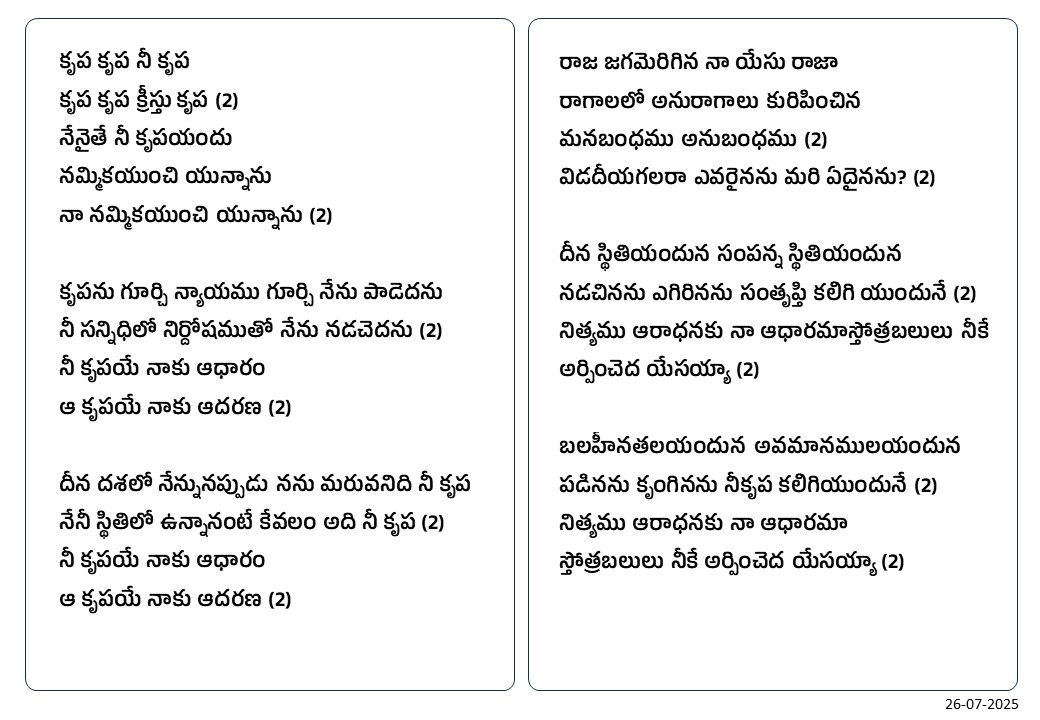 కృప కృప నీ కృప
కృప కృప క్రీస్తు కృప (2)
నేనైతే నీ కృపయందు
నమ్మికయుంచి యున్నాను
నా నమ్మికయుంచి యున్నాను (2)
కృపను గూర్చి న్యాయము గూర్చి నేను పాడెదను
నీ సన్నిధిలో నిర్దోషముతో నేను నడచెదను (2)
నీ కృపయే నాకు ఆధారం
ఆ కృపయే నాకు ఆదరణ (2)
దీన దశలో నేన్నునప్పుడు నను మరువనిది నీ కృప
నేనీ స్థితిలో ఉన్నానంటే కేవలం అది నీ కృప (2)
నీ కృపయే నాకు ఆధారం
ఆ కృపయే నాకు ఆదరణ (2)
రాజ జగమెరిగిన నా యేసు రాజా
రాగాలలో అనురాగాలు కురిపించిన
మనబంధము అనుబంధము (2)
విడదీయగలరా ఎవరైనను మరి ఏదైనను? (2)
దీన స్థితియందున సంపన్న స్థితియందున
నడచినను ఎగిరినను సంతృప్తి కలిగి యుందునే (2)
నిత్యము ఆరాధనకు నా ఆధారమాస్తోత్రబలులు నీకే
అర్పించెద యేసయ్యా (2)
బలహీనతలయందున అవమానములయందున
పడినను కృంగినను నీకృప కలిగియుందునే (2)
నిత్యము ఆరాధనకు నా ఆధారమా
స్తోత్రబలులు నీకే అర్పించెద యేసయ్యా (2)
26-07-2025